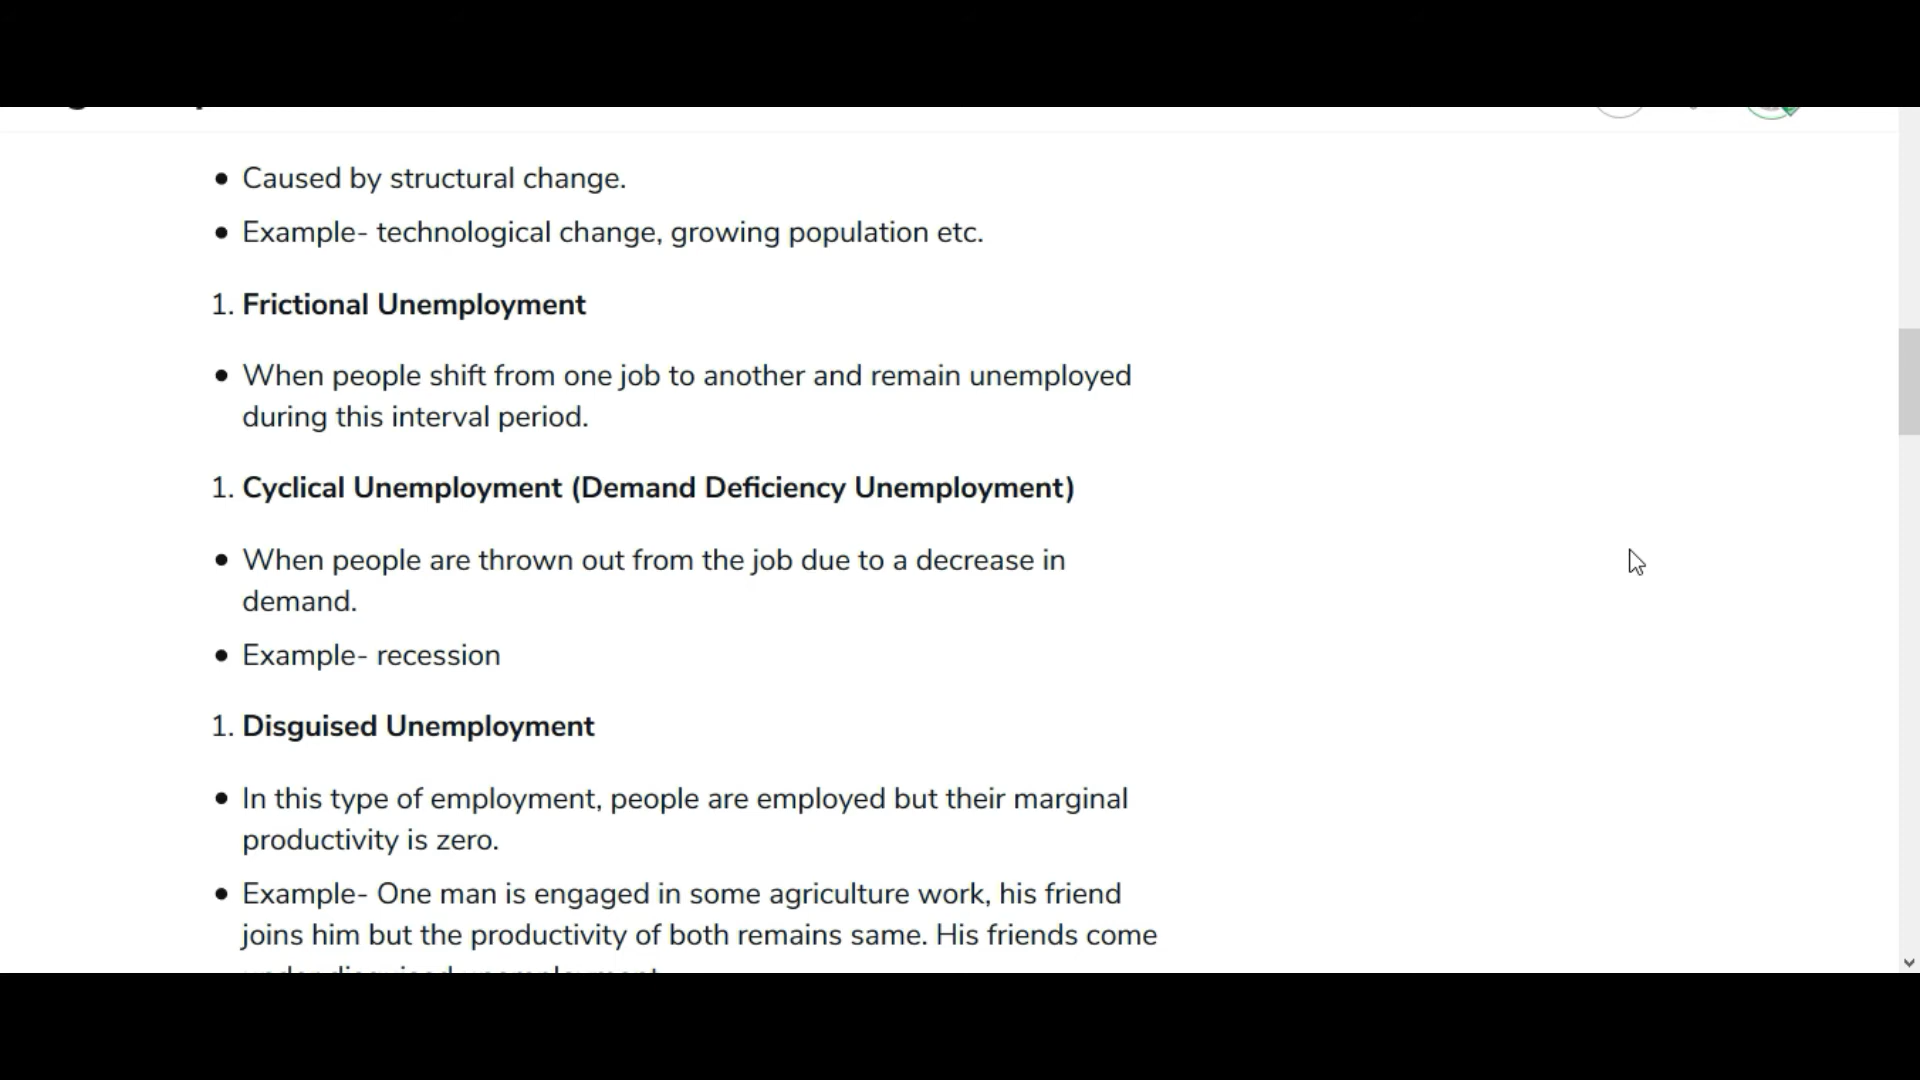 Caused by structural change.
Example- technological change, growing population etc.
1. Frictional Unemployment
When people shift from one job to another and remain unemployed
during this interval period.
1. Cyclical Unemployment (Demand Deficiency Unemployment)
When people are thrown out from the job due to a decrease in
demand.
Example- recession
1. Disguised Unemployment
In this type of employment, people are employed but their marginal
productivity is zero.
Example- One man is engaged in some agriculture work, his friend
joins him but the productivity of both remains same. His friends come
under disguised unemployment.